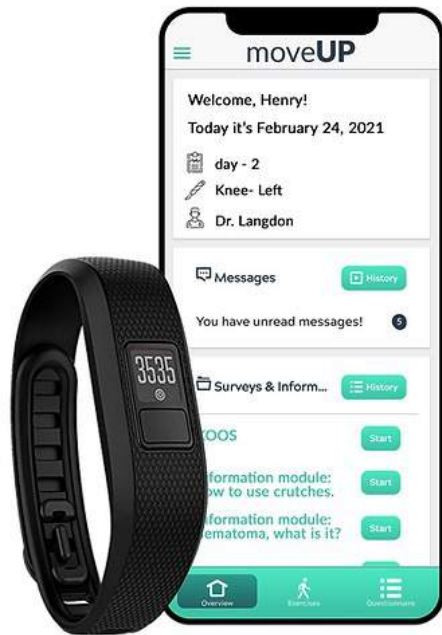 moveUP
Welcome, Henry!
Today it's February 24, 2021
day - 2
Knee- Left
Dr. Langdon
Messages
History
You have unread messages!
5
Surveys & Inform...
History
3535
KOOS
Start
nformation module:
ow to use crutches.
Start
nformation module:
ematoma, what is it?
Start
Overview
Exercises
Questionnaire